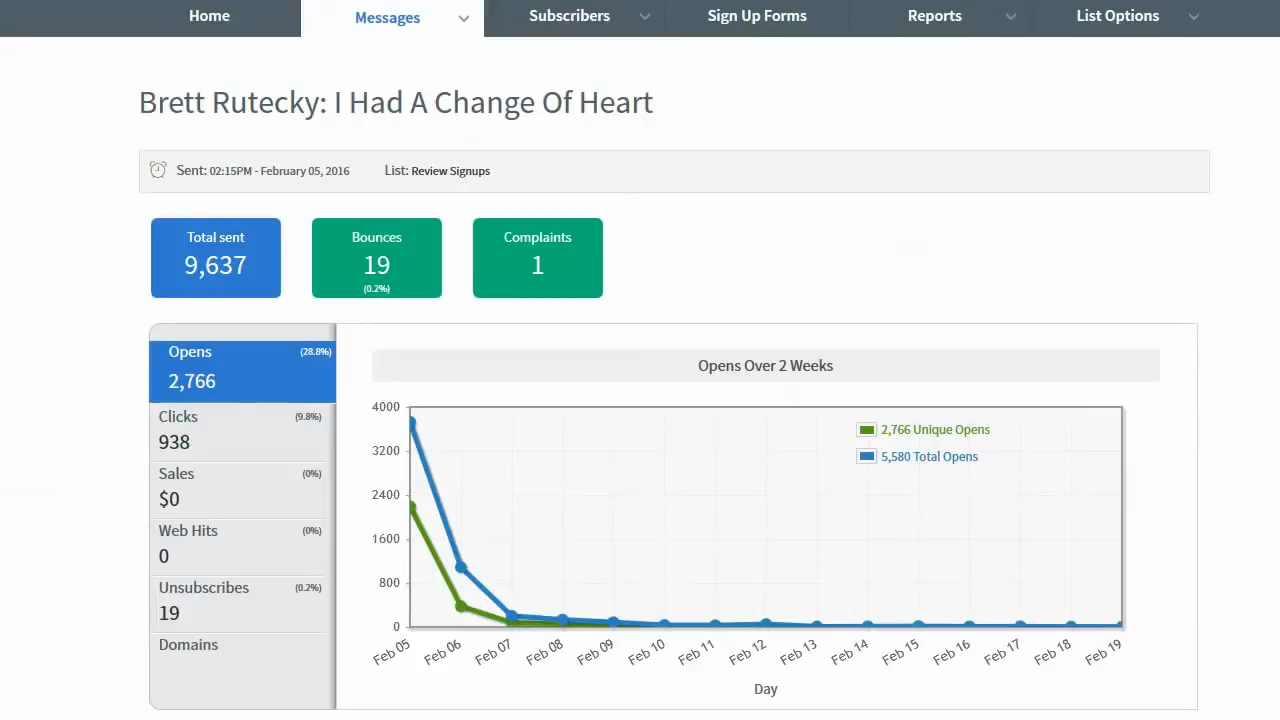 Home Messages Subscribers Sign Up Forms Reports List Options
Brett Rutecky: I Had A Change Of Heart
Sent: 02:15PM - February 05, 2016 List: Review Signups
Total sent Bounces Complaints
9,637 19 1
(0.2%)
Opens (28.8%)
2,766
Clicks (9.8%)
938
Sales (0%)
$0
Web Hits (0%)
0
Unsubscribes (0.2%)
19
Domains
Opens Over 2 Weeks
4000
3200
2400
1600
800
0
2,766 Unique Opens
5,580 Total Opens
Feb 05 Feb 06 Feb 07 Feb 08 Feb 09 Feb 10 Feb 11 Feb 12 Feb 13 Feb 14 Feb 15 Feb 16 Feb 17 Feb 18 Feb 19
Day